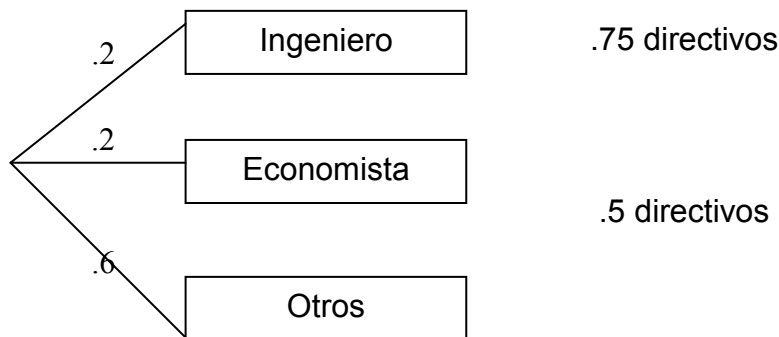 .2
Ingeniero
.75 directivos
.2
Economista
.5 directivos
.6
Otros